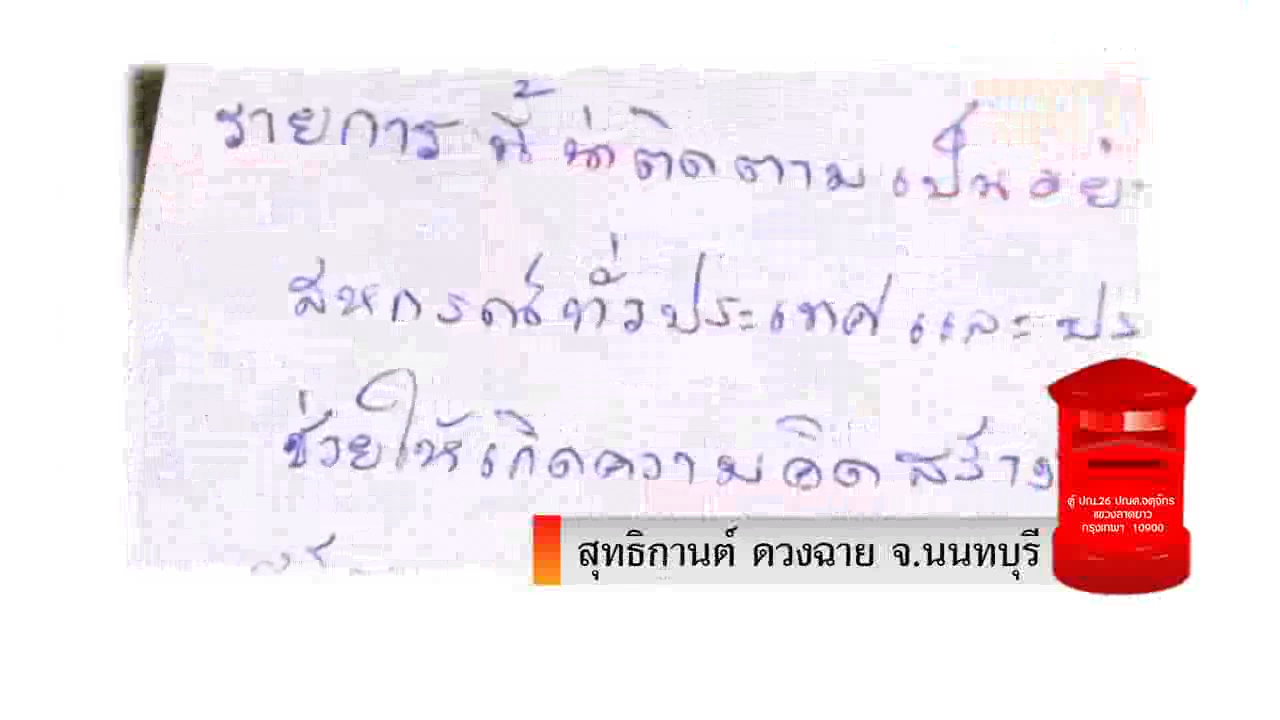 รายการนี้น่าติดตามเป็นอย่
สหกรณ์ทั่วประเทศ และ ปร
ช่วยให้เกิดความคิดสร้าง
ตู้ ปณ.26 ปณศ.จตุจักร
แขวงลาดยาว
กรุงเทพฯ 10900
สุทธิกานต์ ดวงฉาย จ.นนทบุรี